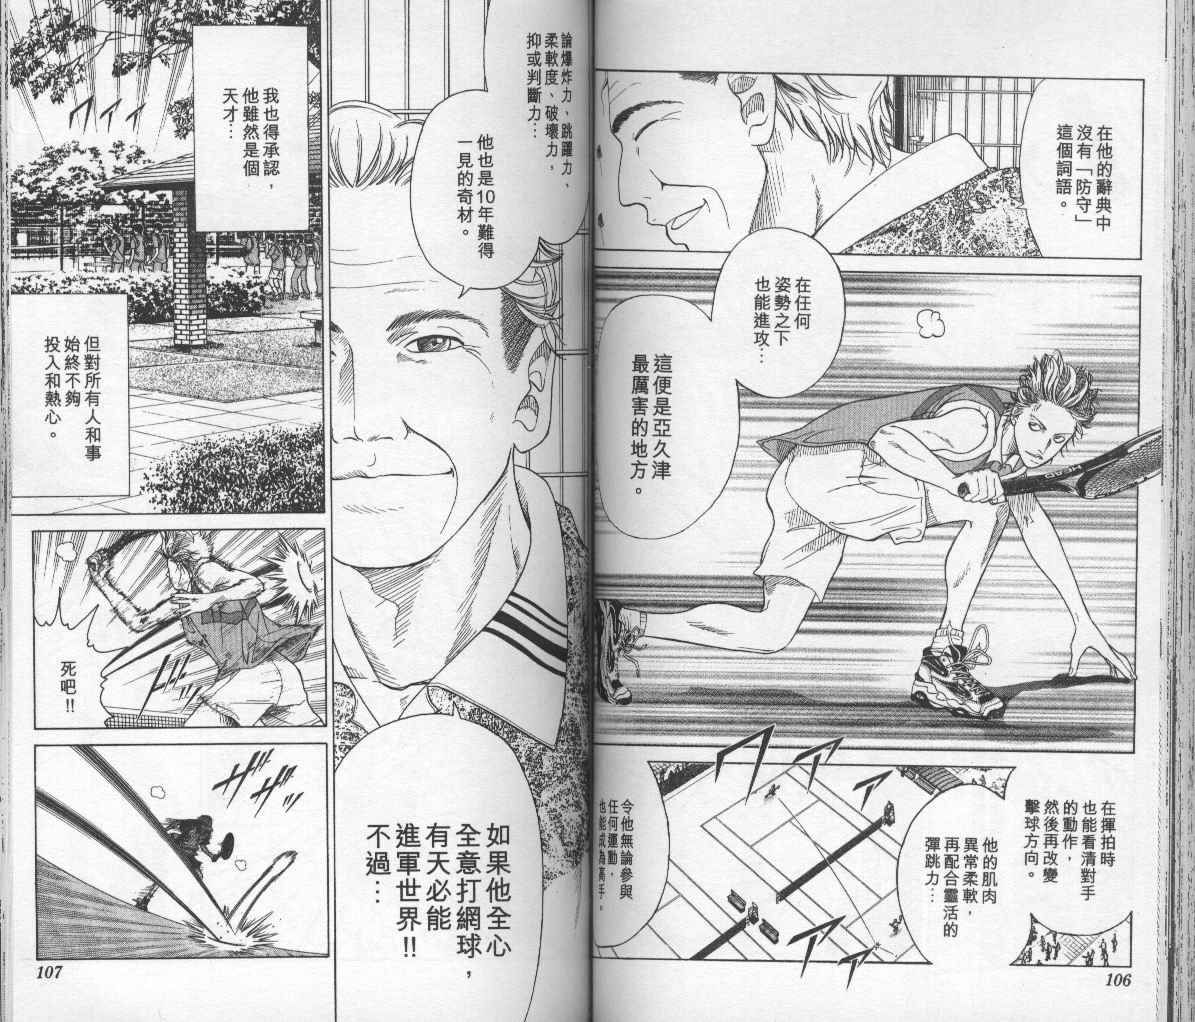 在他的辭典中
沒有「防守」
這個詞語。
在任何
姿勢之下
也能進攻…
這便是亞久津
最厲害的地方。
在揮拍時
也能看清對手
的動作，
然後再改變
擊球方向。
他的肌肉
異常柔軟，
再配合靈活的
彈跳力…
令他無論參與
任何運動，
也能成為高手。
106
論爆炸力、跳躍力、
柔軟度、破壞力，
抑或判斷力…
他也是10年難得
一見的奇材。
如果他全心
全意打網球，
有天必能
進軍世界!!
不過…
我也得承認，
他雖然是個
天才…
但對所有人和事
始終不夠
投入和熱心。
死吧!!
107